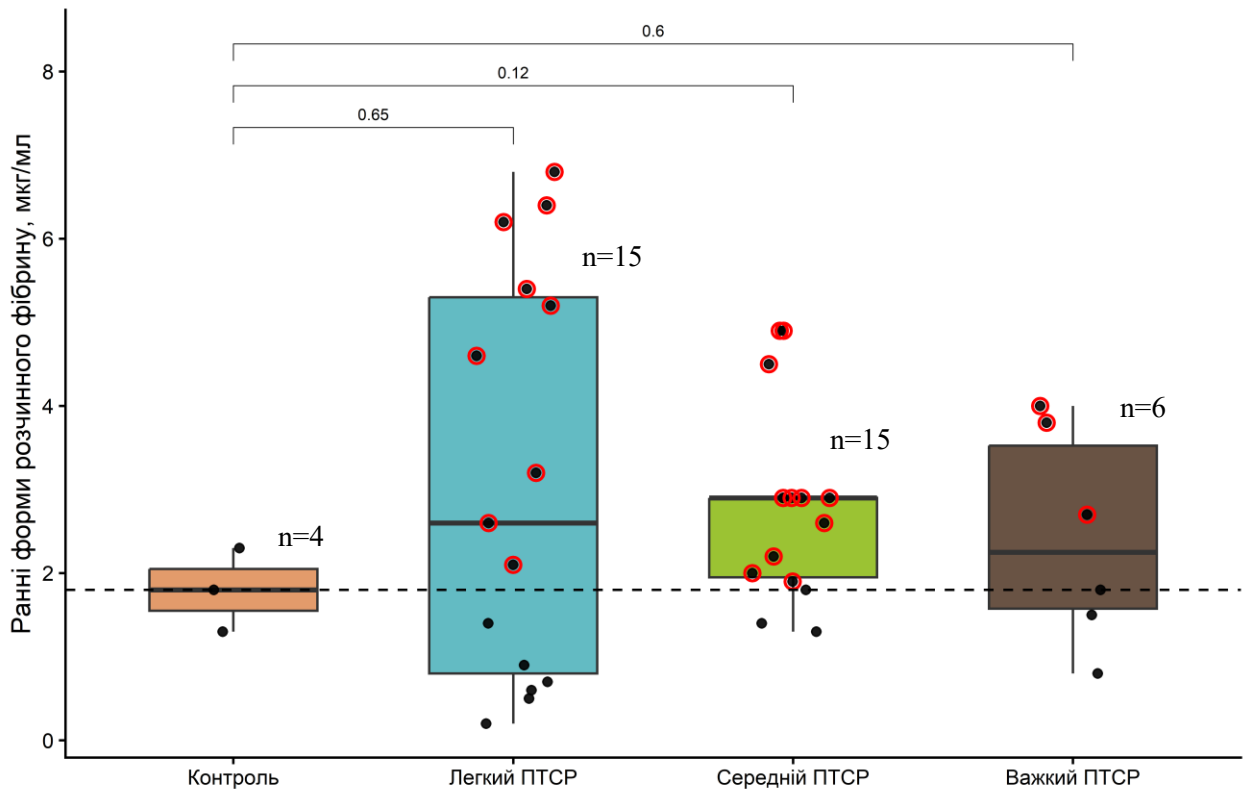 0.6
8
0.12
0.65
6
n=15
4
n=6
n=15
n=4
2
0
Ранні форми розчинного фібрину, мкг/мл
Контроль
Легкий ПТСР
Середній ПТСР
Важкий ПТСР